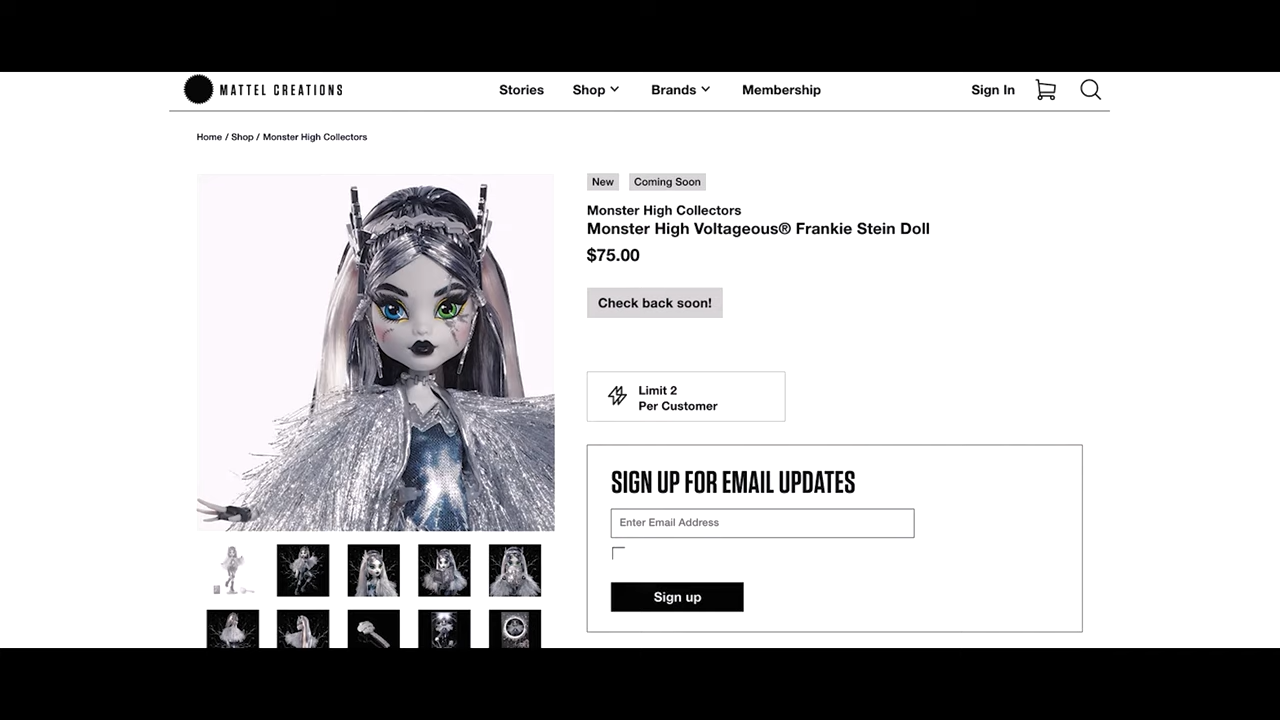 MATTEL CREATIONS
Stories
Shop
Brands
Membership
Sign In
Home / Shop / Monster High Collectors
New
Coming Soon
Monster High Collectors
Monster High Voltageous® Frankie Stein Doll
$75.00
Check back soon!
Limit 2
Per Customer
SIGN UP FOR EMAIL UPDATES
Enter Email Address
Sign up